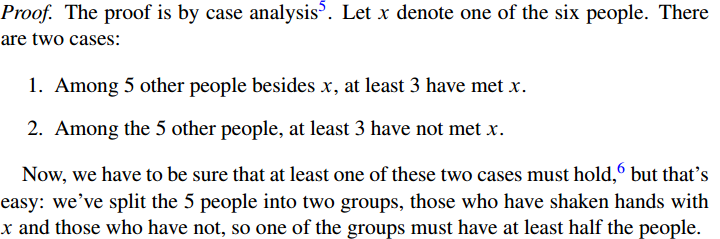 Proof. The proof is by case analysis5. Let x denote one of the six people. There
are two cases:
1. Among 5 other people besides x, at least 3 have met x.
2. Among the 5 other people, at least 3 have not met x.
Now, we have to be sure that at least one of these two cases must hold,6 but that's
easy: we've split the 5 people into two groups, those who have shaken hands with
x and those who have not, so one of the groups must have at least half the people.